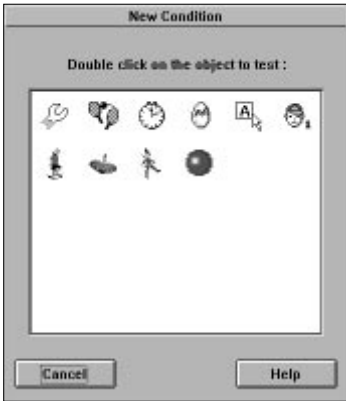 New Condition
Double click on the object to test :
A
Cancel
Help